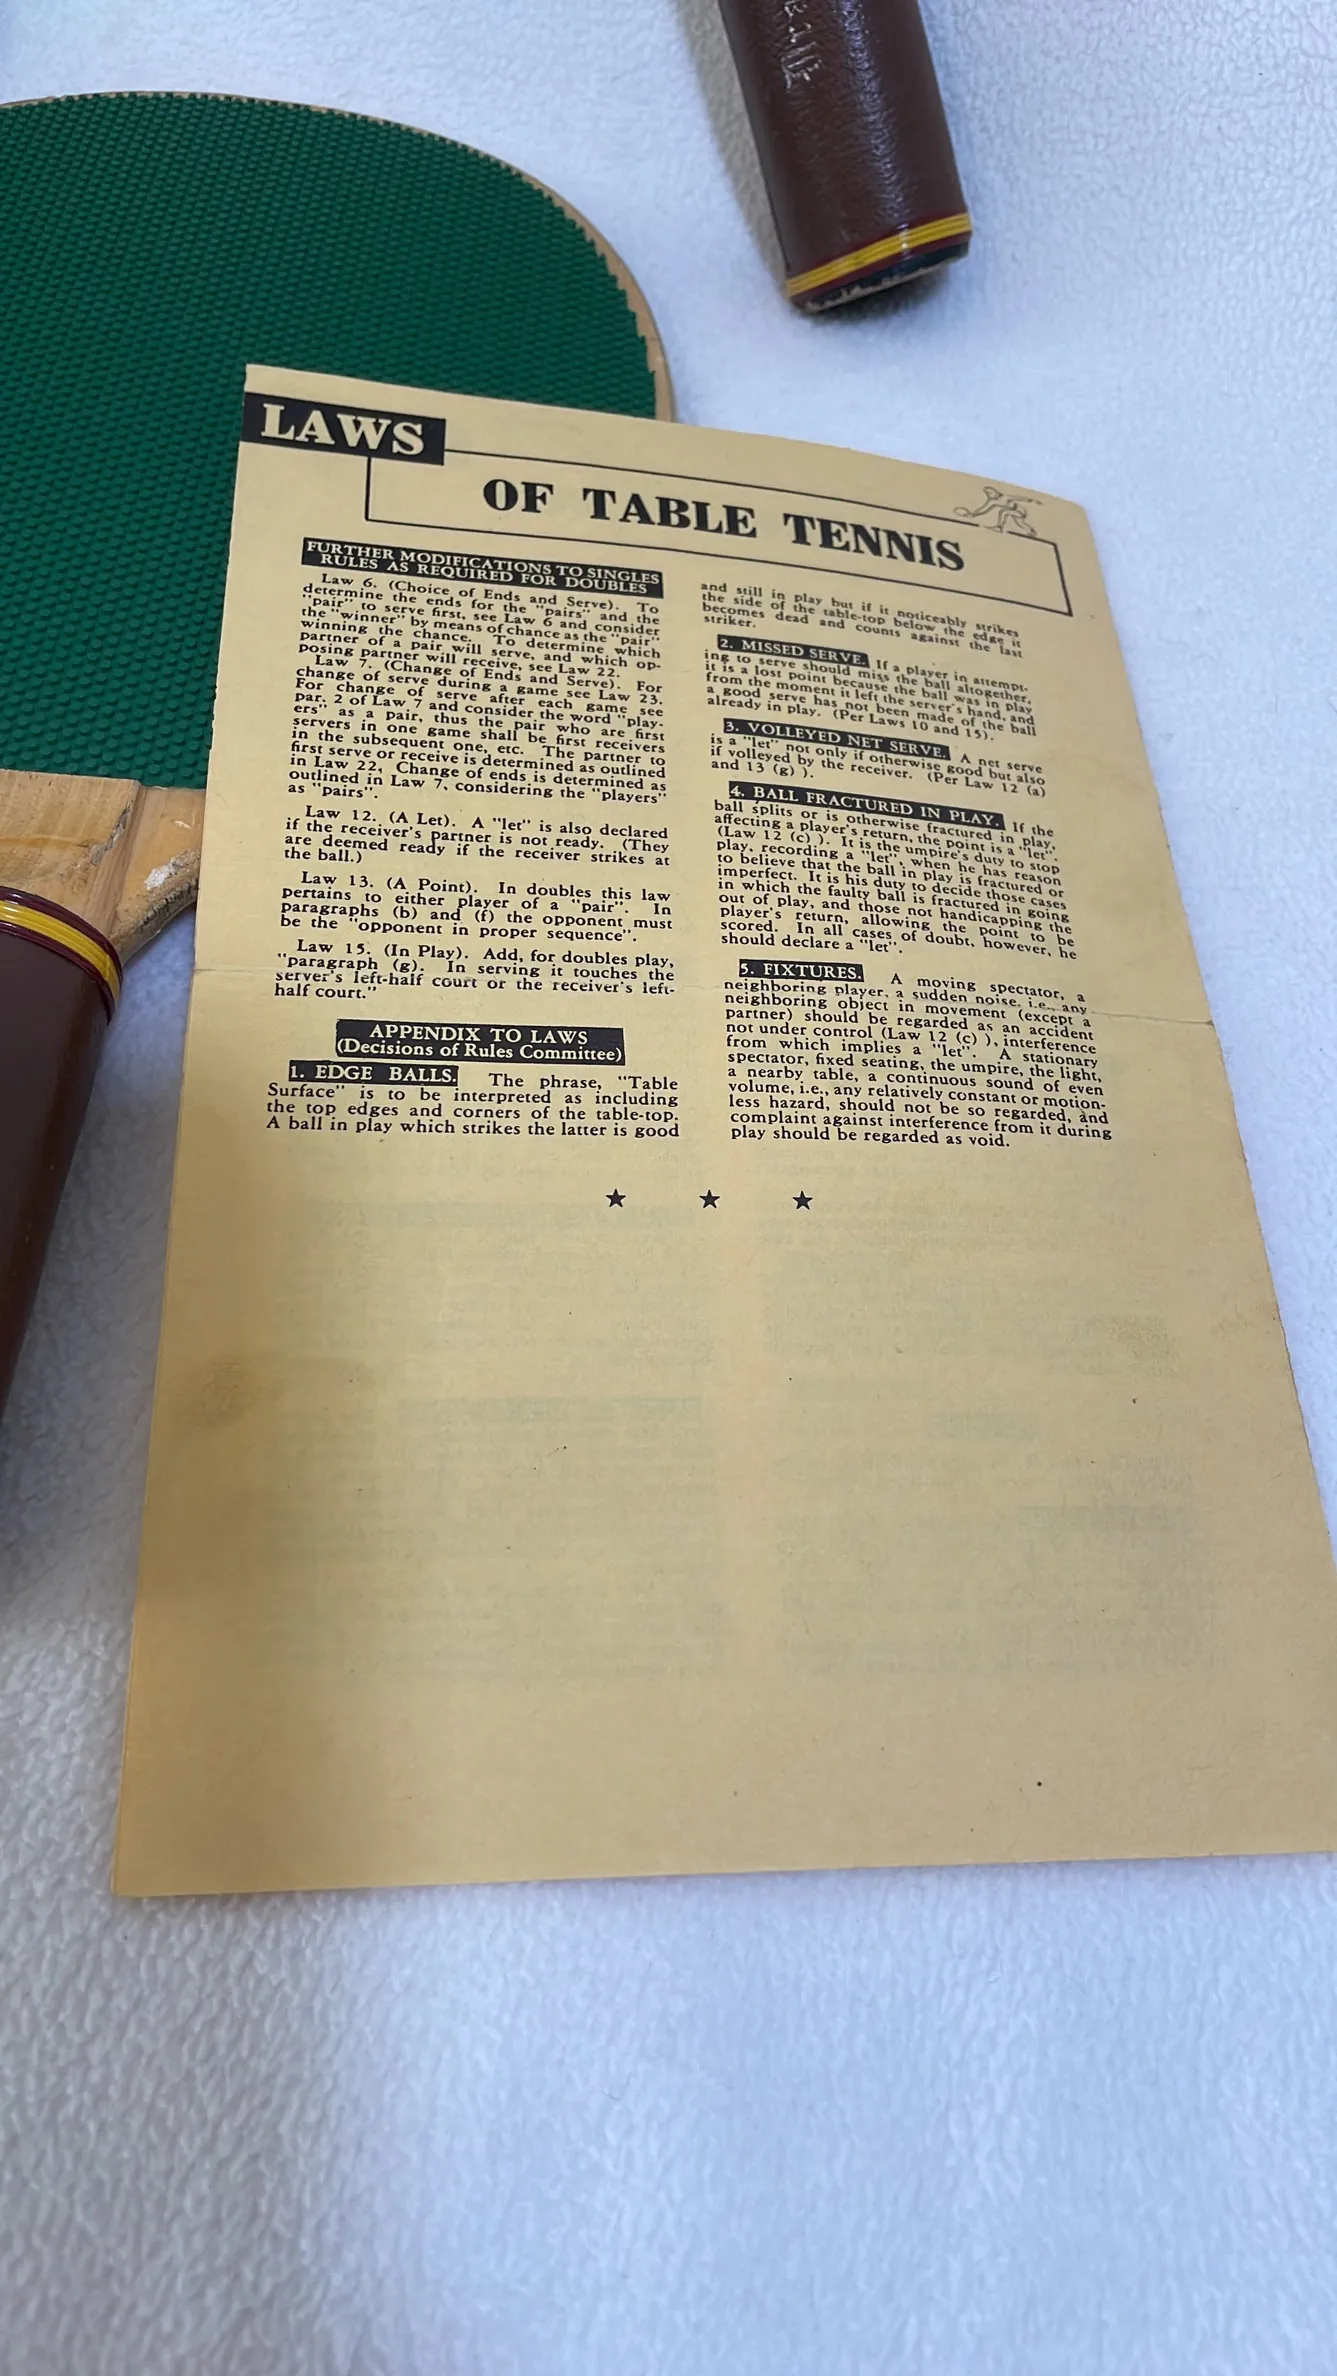 LAWS
OF TABLE TENNIS
FURTHER MODIFICATIONS TO SINGLES
RULES AS REQUIRED FOR DOUBLES
Law 6. (Choice of Ends and Serve). To
determine the ends for the "pairs" and the
"pair" to serve first, see Law 6 and consider
the "winner" by means of chance as the "pair"
winning the chance. To determine which
partner of a pair will serve, and which op-
posing partner will receive, see Law 22.
Law 7. (Change of Ends and Serve). For
change of serve during a game see Law 23.
For change of serve after each game see
par. 2 of Law 7 and consider the word "play-
ers" as a pair, thus the pair who are first
servers in one game shall be first receivers
in the subsequent one, etc. The partner to
first serve or receive is determined as outlined
in Law 22, Change of ends is determined as
outlined in Law 7, considering the "players"
as "pairs".
Law 12. (A Let). A "let" is also declared
if the receiver's partner is not ready. (They
are deemed ready if the receiver strikes at
the ball.)
Law 13. (A Point). In doubles this law
pertains to either player of a "pair". In
paragraphs (b) and (f) the opponent must
be the "opponent in proper sequence".
Law 15. (In Play). Add, for doubles play,
"paragraph (g). In serving it touches the
server's left-half court or the receiver's left-
half court."
APPENDIX TO LAWS
(Decisions of Rules Committee)
1. EDGE BALLS. The phrase, "Table
Surface" is to be interpreted as including
the top edges and corners of the table-top.
A ball in play which strikes the latter is good
and still in play but if it noticeably strikes
the side of the table-top below the edge it
becomes dead and counts against the last
striker.
2. MISSED SERVE. If a player in attempt-
ing to serve should miss the ball altogether,
it is a lost point because the ball was in play
from the moment it left the server's hand, and
a good serve has not been made of the ball
already in play. (Per Laws 10 and 15).
3. VOLLEYED NET SERVE. A net serve
is a "let" not only if otherwise good but also
if volleyed by the receiver. (Per Law 12 (a)
and 13 (g) ).
4. BALL FRACTURED IN PLAY. If the
ball splits or is otherwise fractured in play,
affecting a player's return, the point is a "let".
(Law 12 (c) ). It is the umpire's duty to stop
play, recording a "let", when he has reason
to believe that the ball in play is fractured or
imperfect. It is his duty to decide those cases
in which the faulty ball is fractured in going
out of play, and those not handicapping the
player's return, allowing the point to be
scored. In all cases of doubt, however, he
should declare a "let".
5. FIXTURES. A moving spectator, a
neighboring player, a sudden noise, i.e., any
neighboring object in movement (except a
partner) should be regarded as an accident
not under control (Law 12 (c) ), interference
from which implies a "let". A stationary
spectator, fixed seating, the umpire, the light,
a nearby table, a continuous sound of even
volume, i.e., any relatively constant or motion-
less hazard, should not be so regarded, and
complaint against interference from it during
play should be regarded as void.